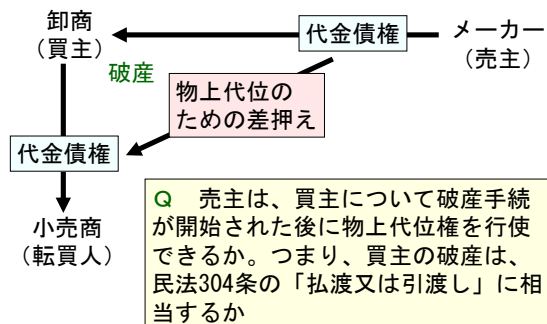 卸商
(買主)
代金債権
メーカー
(売主)
破産
物上代位の
ための差押え
代金債権
小売商
(転買人)
Q　売主は、買主について破産手続
が開始された後に物上代位権を行使
できるか。つまり、買主の破産は、
民法304条の「払渡又は引渡し」に相
当するか